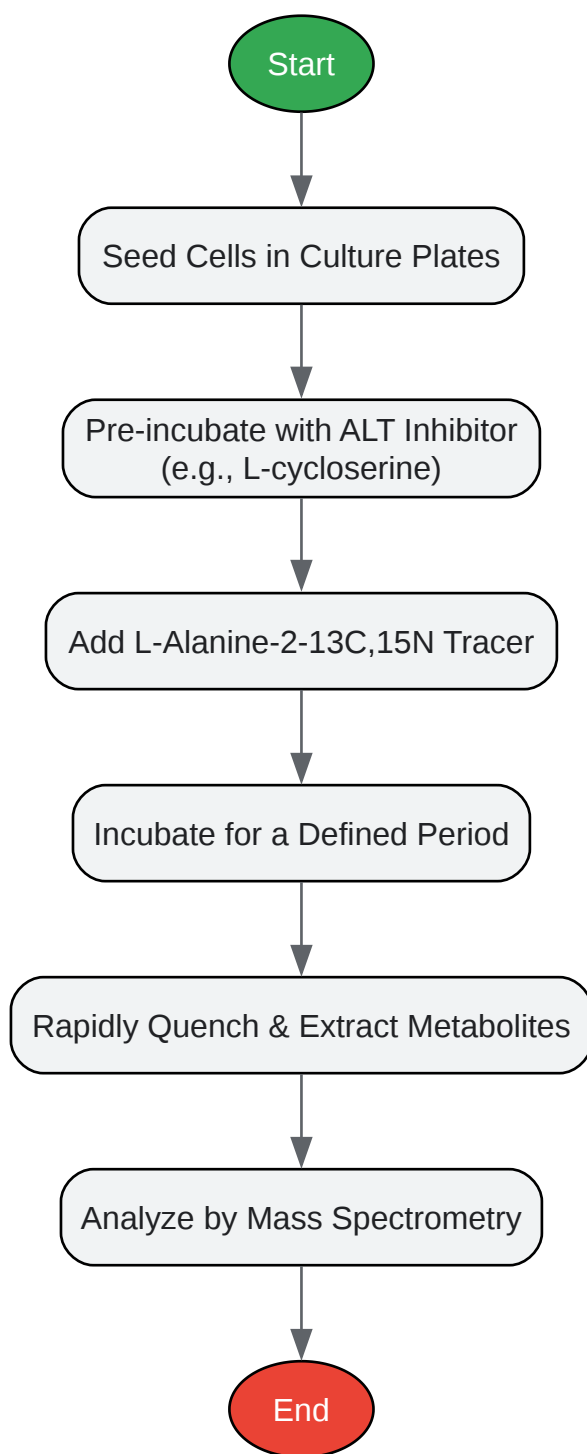 Start
Seed Cells in Culture Plates
Pre-incubate with ALT Inhibitor
(e.g., L-cycloserine)
Add L-Alanine-2-13C,15N Tracer
Incubate for a Defined Period
Rapidly Quench & Extract Metabolites
Analyze by Mass Spectrometry
End